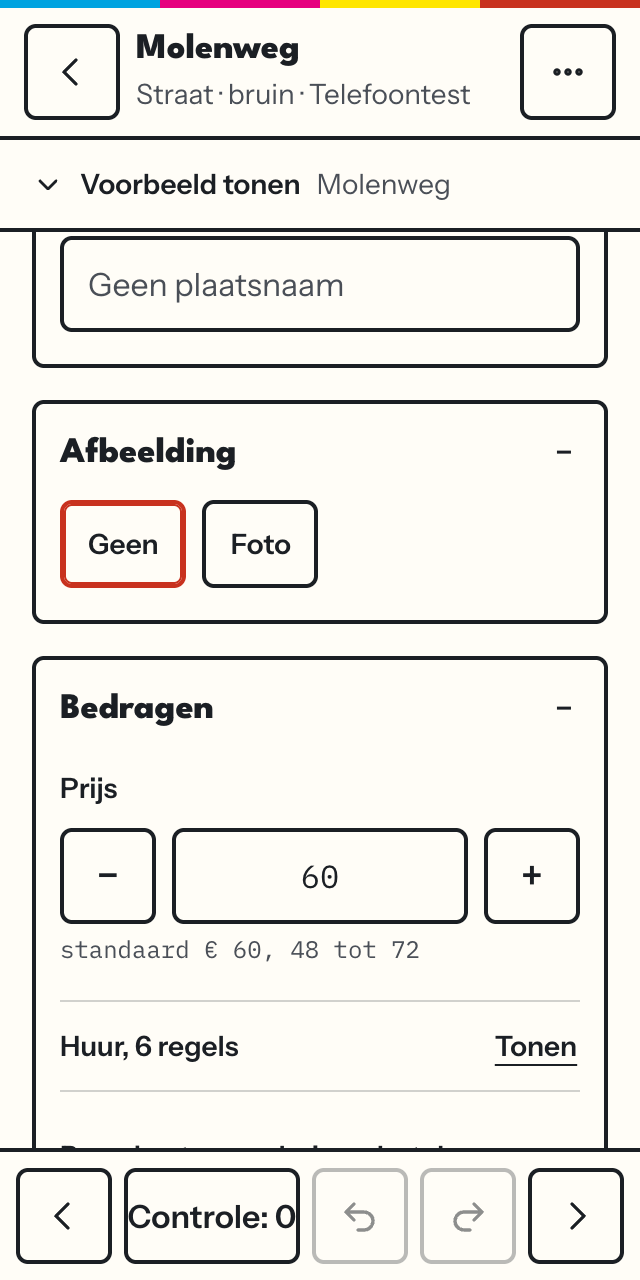 Molenweg
Straat · bruin · Telefoontest
Voorbeeld tonen Molenweg
Geen plaatsnaam
Afbeelding –
Geen Foto
Bedragen –
Prijs
– 60 +
standaard € 60, 48 tot 72
Huur, 6 regels Tonen
Controle: 0